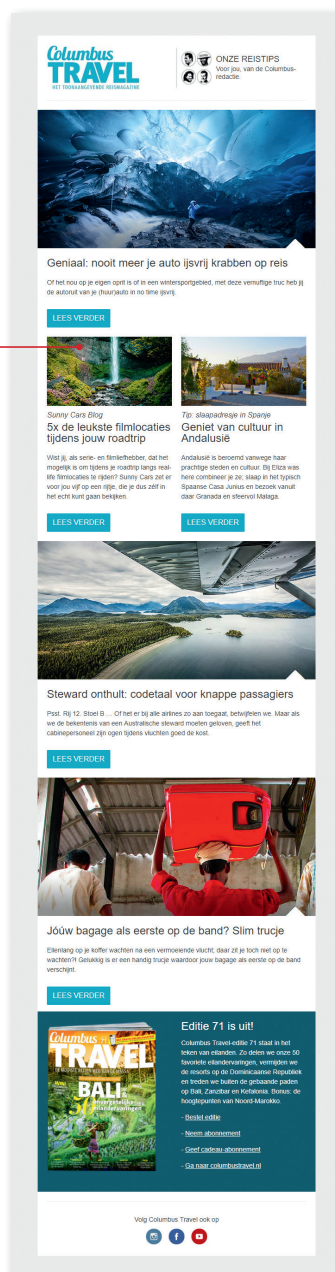 Columbus
TRAVEL
HET TOONAANGEVENDE REISMAGAZINE
ONZE REISTIPS
Voor jou, van de Columbus-
redactie
Geniaal: nooit meer je auto ijsvrij krabben op reis
Of het nou op je eigen oprit is of in een wintersportgebied, met deze vernuftige truc heb jij
de autoruit van je (huur)auto in no time ijsvrij.
LEES VERDER
Sunny Cars Blog
5x de leukste filmlocaties
tijdens jouw roadtrip
Wist jij, als serie- en filmliefhebber, dat het
mogelijk is om tijdens je roadtrip langs real-
life filmlocaties te rijden? Sunny Cars zet er
voor jou vijf op een rijtje, die je dus zélf in
het echt kunt gaan bekijken.
LEES VERDER
Tip: slaapadresje in Spanje
Geniet van cultuur in
Andalusië
Andalusië is beroemd vanwege haar
prachtige steden en cultuur. Bij Eliza was
here combineer je ze; slaap in het typisch
Spaanse Casa Junius en bezoek vanuit
daar Granada en sfeervol Malaga.
LEES VERDER
Steward onthult: codetaal voor knappe passagiers
Psst. Rij 12. Stoel B … Of het er bij alle airlines zo aan toegaat, betwijfelen we. Maar als
we de bekentenis van een Australische steward moeten geloven, geeft het
cabinepersoneel zijn ogen tijdens vluchten goed de kost.
LEES VERDER
Jóúw bagage als eerste op de band? Slim trucje
Ellenlang op je koffer wachten na een vermoeiende vlucht; daar zit je toch niet op te
wachten?! Gelukkig is er een handig trucje waardoor jouw bagage als eerste op de band
verschijnt.
LEES VERDER
Columbus
TRAVEL
BALI
50
Editie 71 is uit!
Columbus Travel-editie 71 staat in het
teken van eilanden. Zo delen we onze 50
favoriete eilandervaringen, vermijden we
de resorts op de Dominicaanse Republiek
en treden we buiten de gebaande paden
op Bali, Zanzibar en Kefalonia. Bonus: de
hoogtepunten van Noord-Marokko.
- Bestel editie
- Neem abonnement
- Geef cadeau-abonnement
- Ga naar columbustravel.nl
Volg Columbus Travel ook op